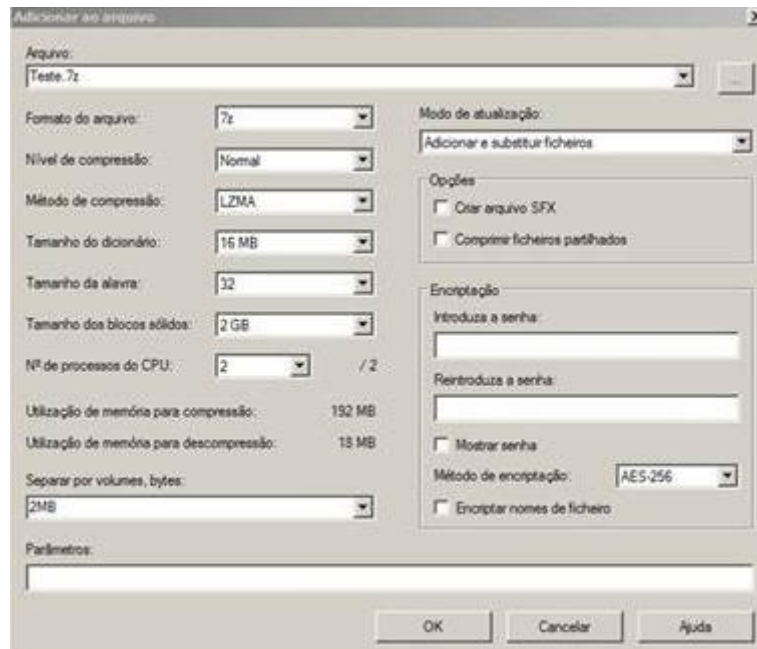 Adicionar ao arquivo
Arquivo:
Teste.7z
...
Formato do arquivo: 7z
Nível de compressão: Normal
Método de compressão: LZMA
Tamanho do dicionário: 16 MB
Tamanho da alavra: 32
Tamanho dos blocos sólidos: 2 GB
Nº de processos do CPU: 2 / 2
Utilização de memória para compressão: 192 MB
Utilização de memória para descompressão: 18 MB
Separar por volumes, bytes:
2MB
Modo de atualização:
Adicionar e substituir ficheiros
Opções
Criar arquivo SFX
Comprimir ficheiros partilhados
Encriptação
Introduza a senha:
Reintroduza a senha:
Mostrar senha
Método de encriptação: AES-256
Encriptar nomes de ficheiro
Parâmetros:
OK Cancelar Ajuda